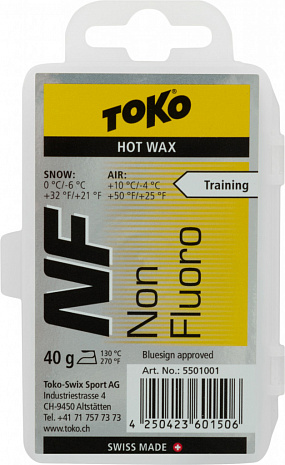 TOKO
HOT WAX
SNOW:
0 °C/-6 °C
+32 °F/+21 °F
AIR:
+10 °C/-4 °C
+50 °F/+25 °F
Training
NF
Non
Fluoro
40 g
130 °C
270 °F
Bluesign approved
Toko-Swix Sport AG
Industriestrasse 4
CH-9450 Altstätten
Tel. +41 71 757 73 73
www.toko.ch
Art. No.: 5501001
4 250423 601506
SWISS MADE